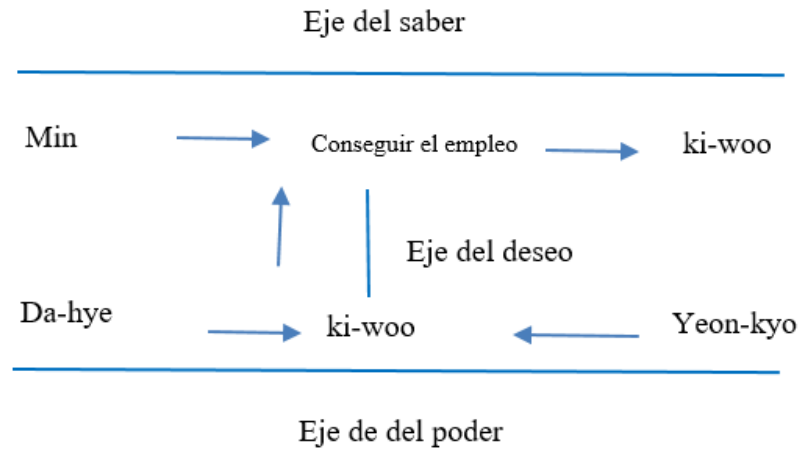 Eje del saber
Min
Conseguir el empleo
ki-woo
Eje del deseo
Da-hye
ki-woo
Yeon-kyo
Eje de del poder